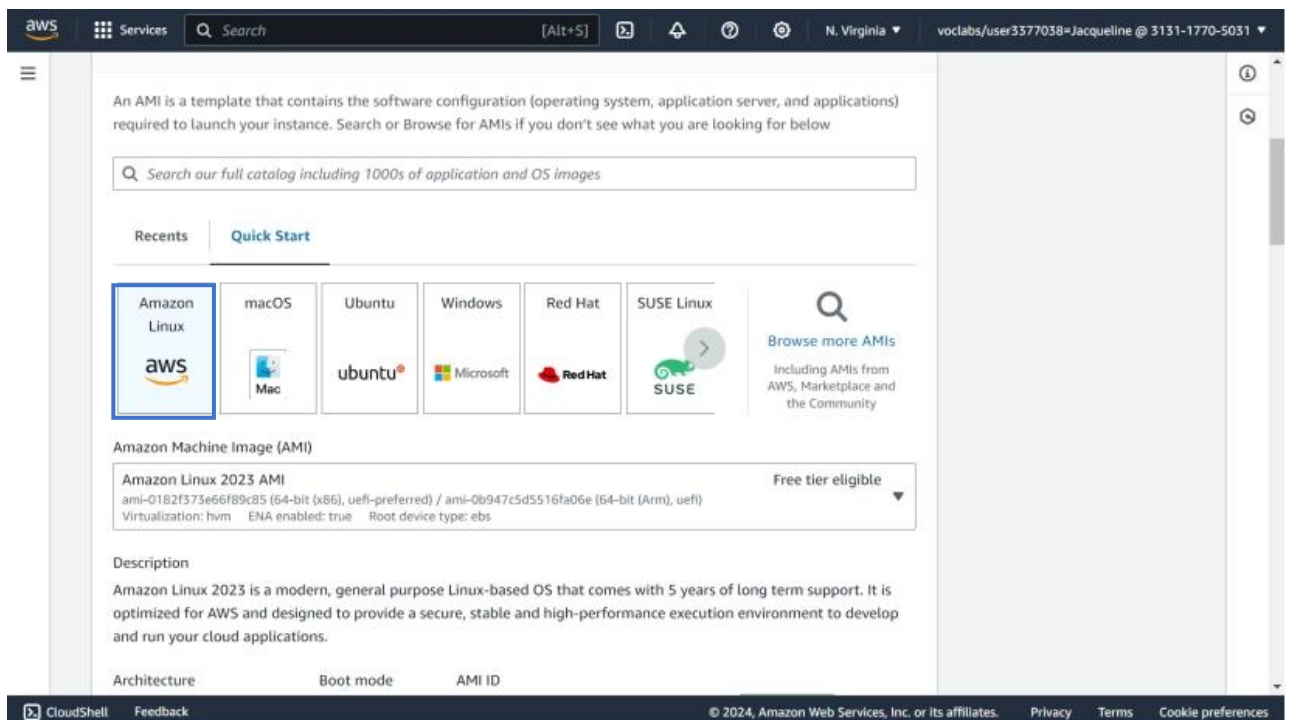 aws
Services
Search
[Alt+S]
N. Virginia
voclabs/user3377038=Jacqueline @ 3131-1770-5031
An AMI is a template that contains the software configuration (operating system, application server, and applications)
required to launch your instance. Search or Browse for AMIs if you don't see what you are looking for below
Search our full catalog including 1000s of application and OS images
Recents
Quick Start
Amazon
Linux
aws
macOS
Mac
Ubuntu
ubuntu®
Windows
Microsoft
Red Hat
Red Hat
SUSE Linux
SUSE
Browse more AMIs
Including AMIs from
AWS, Marketplace and
the Community
Amazon Machine Image (AMI)
Amazon Linux 2023 AMI
Free tier eligible
ami-0182f373e66f89c85 (64-bit (x86), uefi-preferred) / ami-0b947c5d5516fa06e (64-bit (Arm), uefi)
Virtualization: hvm ENA enabled: true Root device type: ebs
Description
Amazon Linux 2023 is a modern, general purpose Linux-based OS that comes with 5 years of long term support. It is
optimized for AWS and designed to provide a secure, stable and high-performance execution environment to develop
and run your cloud applications.
Architecture
Boot mode
AMI ID
CloudShell
Feedback
© 2024, Amazon Web Services, Inc. or its affiliates.
Privacy
Terms
Cookie preferences